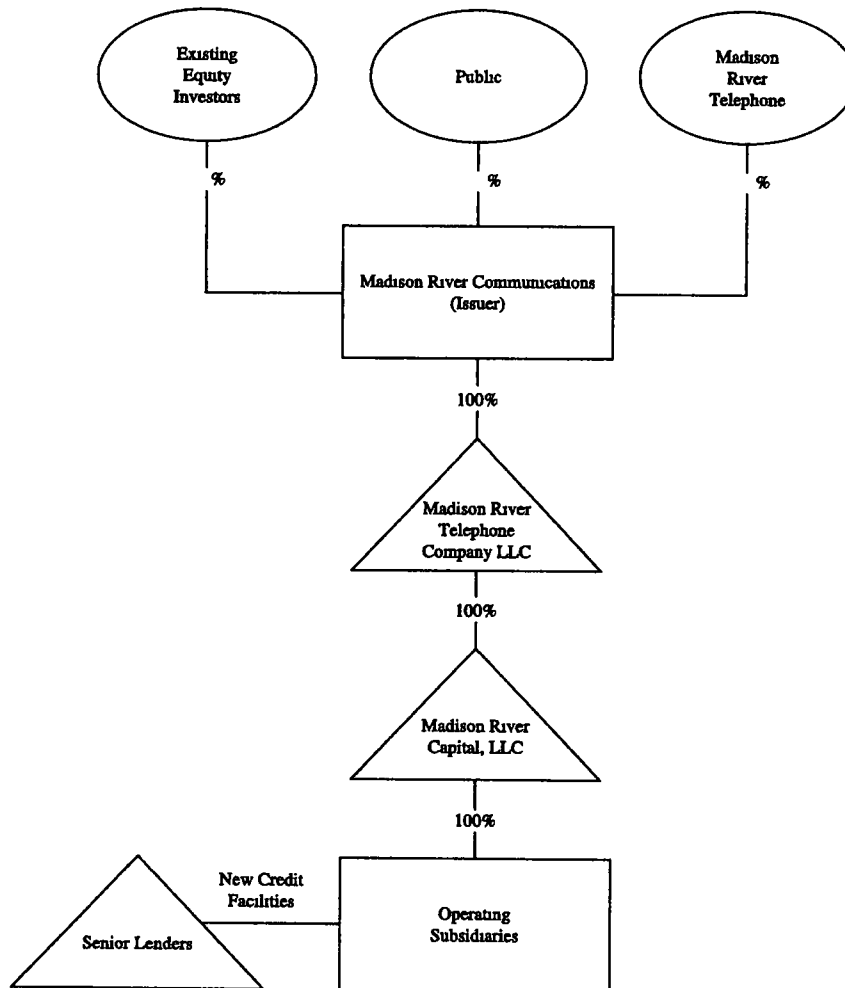 Existing
Equity
Investors
Public
Madison
River
Telephone
%
%
%
Madison River Communications
(Issuer)
100%
Madison River
Telephone
Company LLC
100%
Madison River
Capital, LLC
100%
New Credit
Facilities
Senior Lenders
Operating
Subsidiaries